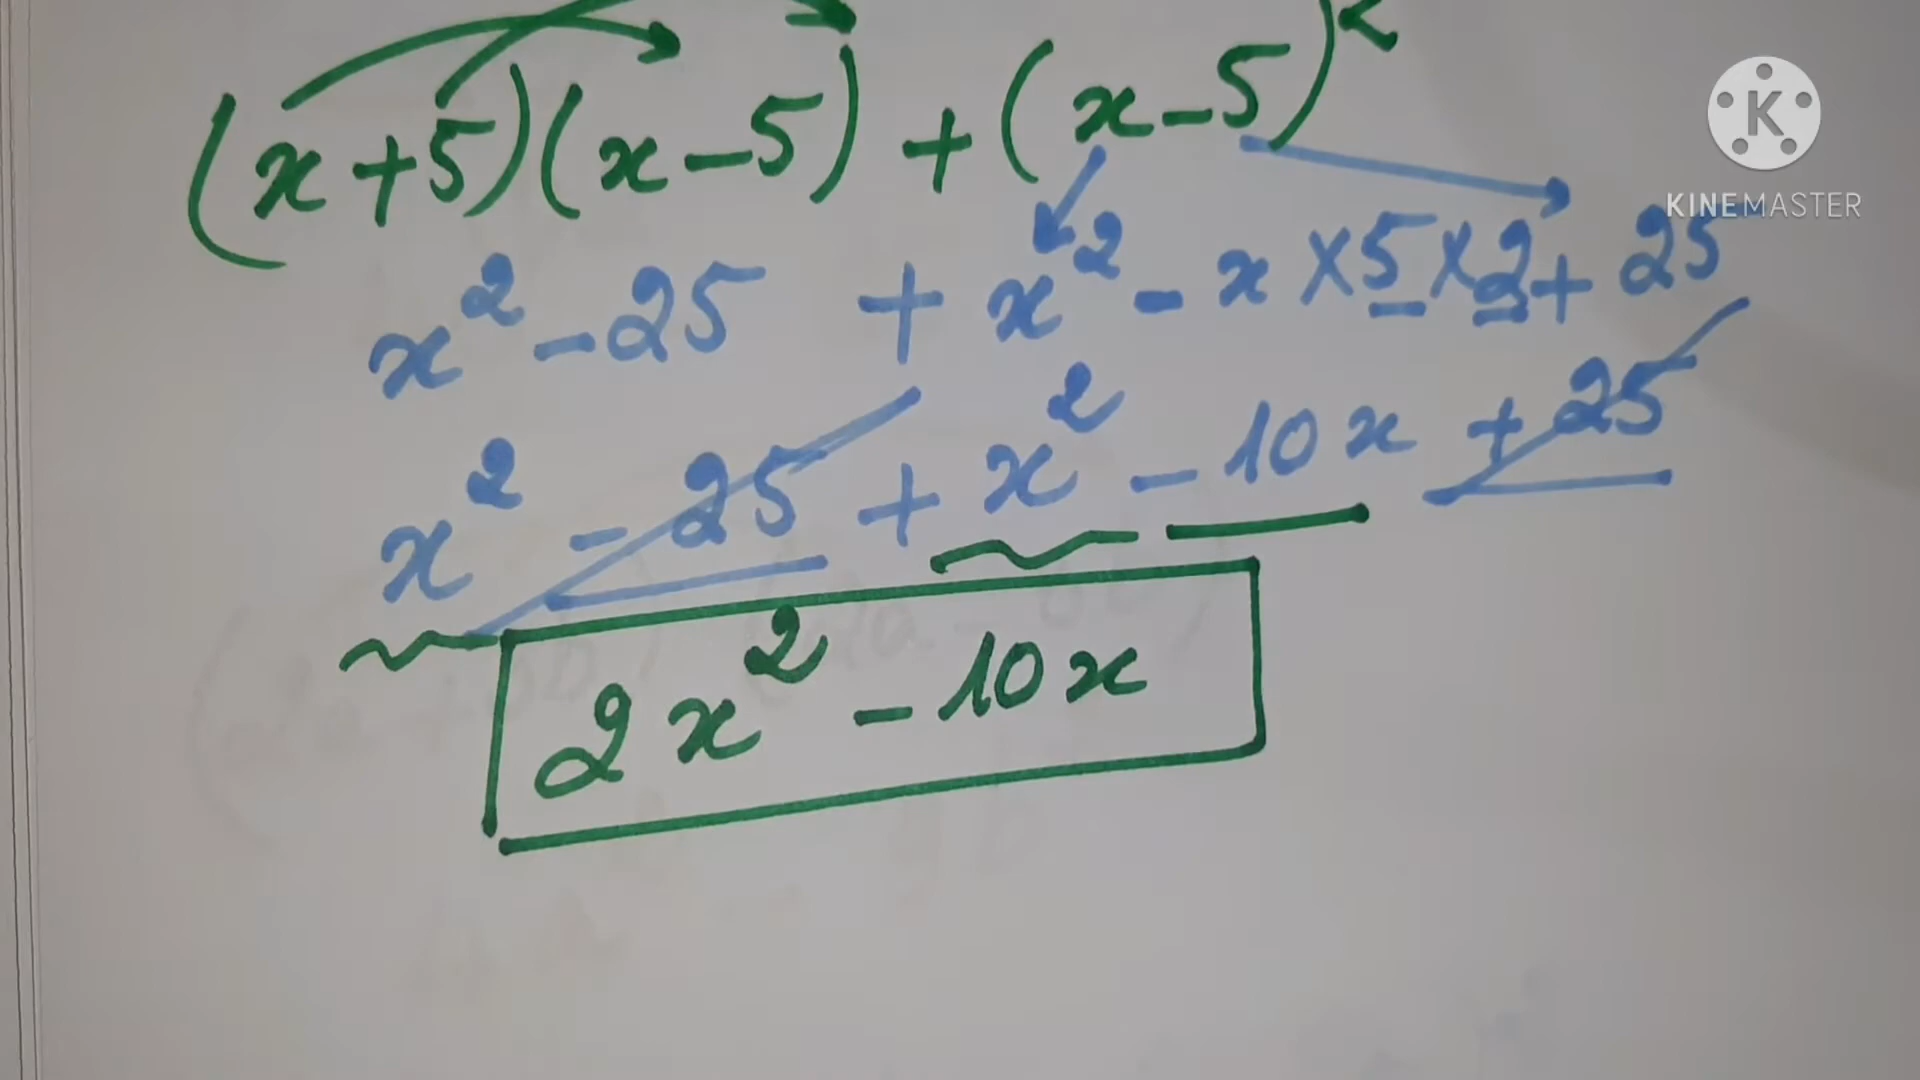 (x+5)(x-5)+(x-5)²
x²-25 + x² - x×5×2+25
x² - 25 + x² - 10x + 25
2x² - 10x
K
KINEMASTER